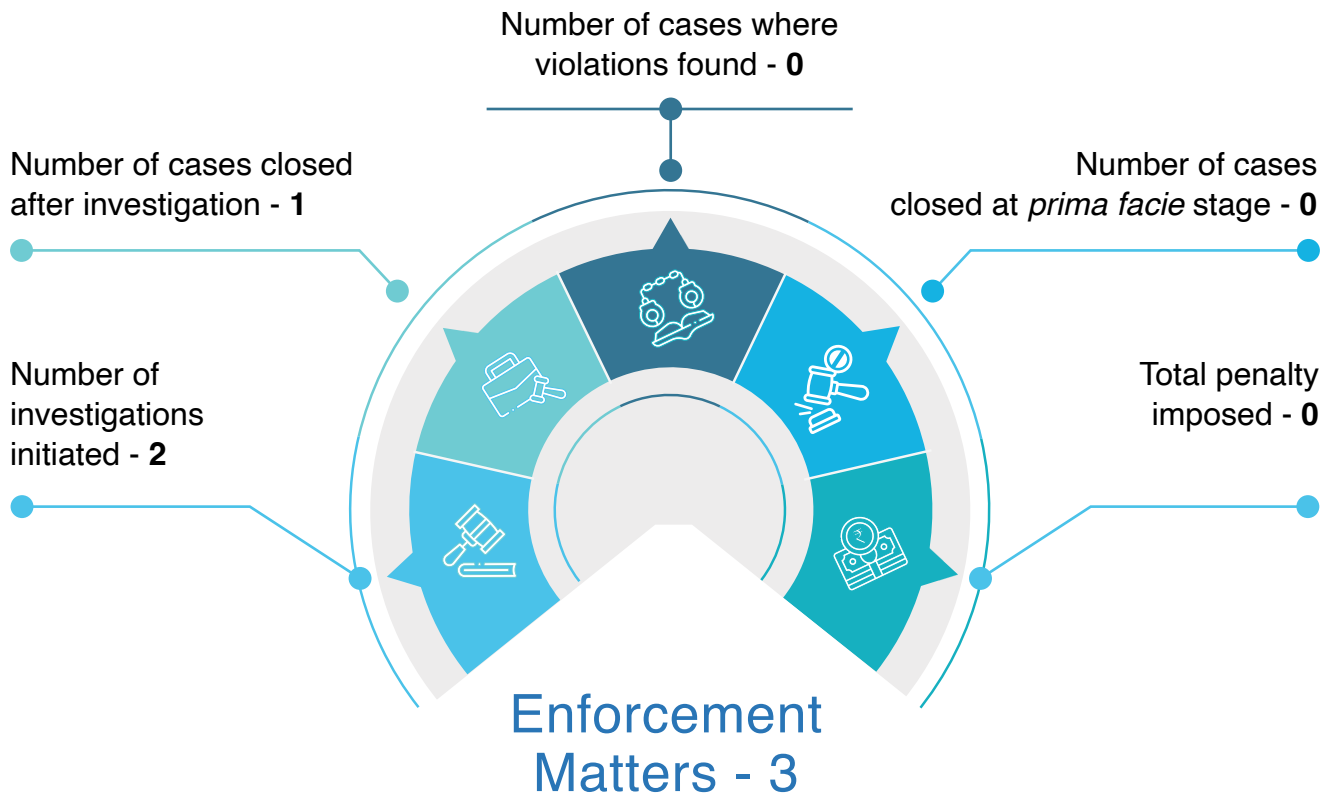 Number of cases where
violations found - 0
Number of cases closed
after investigation - 1
Number of cases
closed at prima facie stage - 0
Number of
investigations
initiated - 2
Total penalty
imposed - 0
₹
Enforcement
Matters - 3